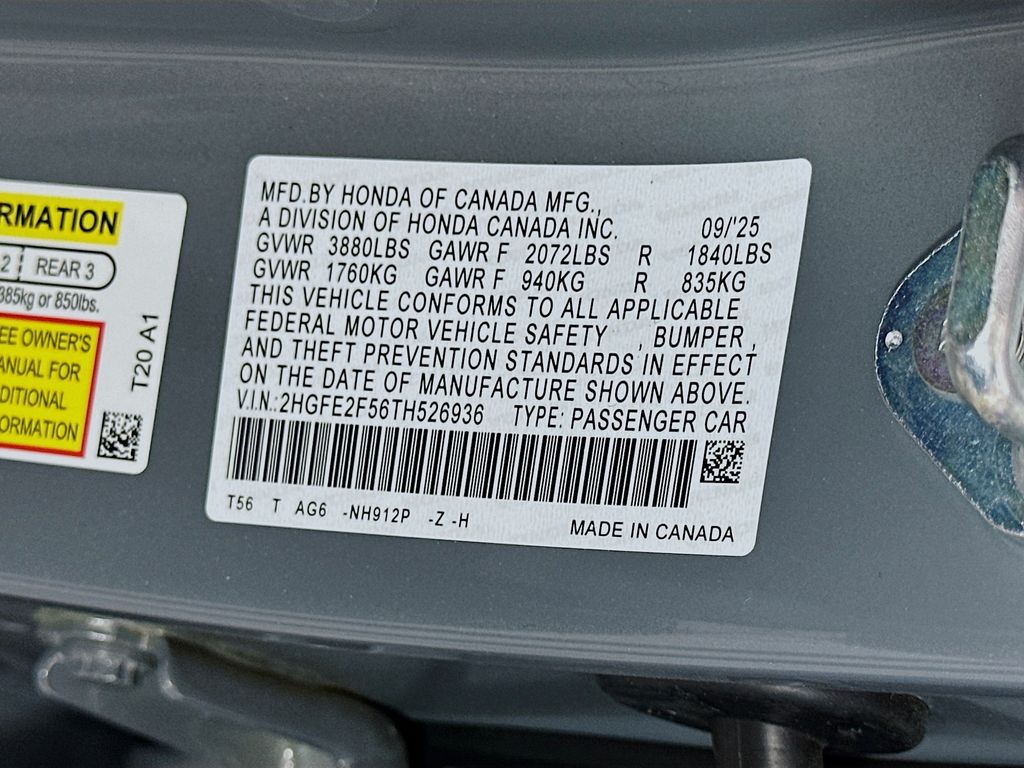 RMATION
2 REAR 3
385kg or 850lbs.
EE OWNER'S
ANUAL FOR
DITIONAL
ORMATION
T20 A1
MFD.BY HONDA OF CANADA MFG.,
A DIVISION OF HONDA CANADA INC. 09/'25
GVWR 3880LBS GAWR F 2072LBS R 1840LBS
GVWR 1760KG GAWR F 940KG R 835KG
THIS VEHICLE CONFORMS TO ALL APPLICABLE
FEDERAL MOTOR VEHICLE SAFETY , BUMPER ,
AND THEFT PREVENTION STANDARDS IN EFFECT
ON THE DATE OF MANUFACTURE SHOWN ABOVE.
V.I.N.:2HGFE2F56TH526936 TYPE: PASSENGER CAR
T56 T AG6 -NH912P -Z -H
MADE IN CANADA